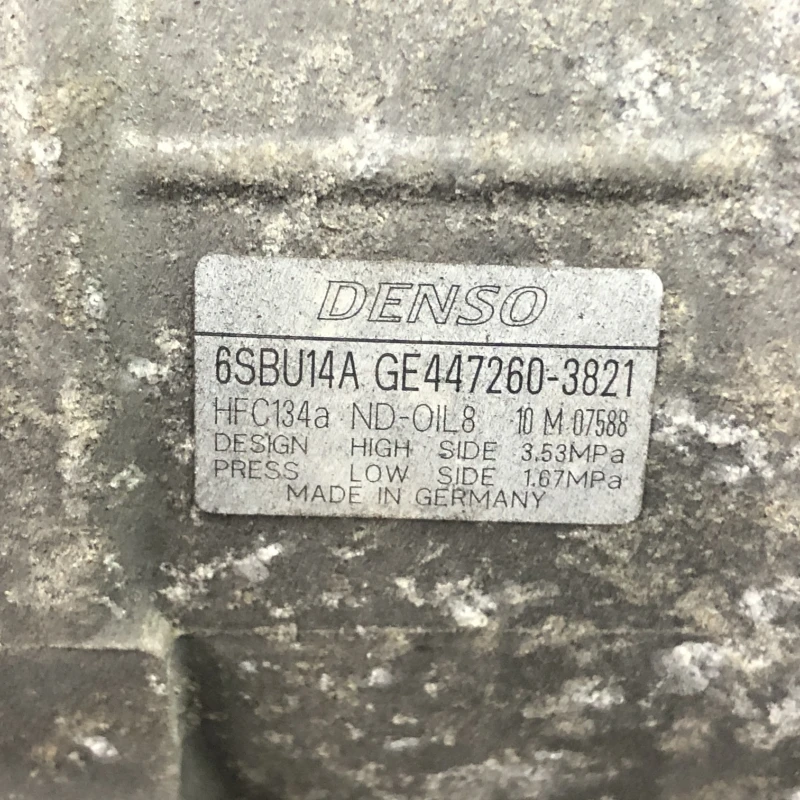 DENSO
6SBU14A GE447260-3821
HFC134a ND-OIL8 10 M 07588
DESIGN HIGH SIDE 3.53MPa
PRESS LOW SIDE 1.67MPa
MADE IN GERMANY